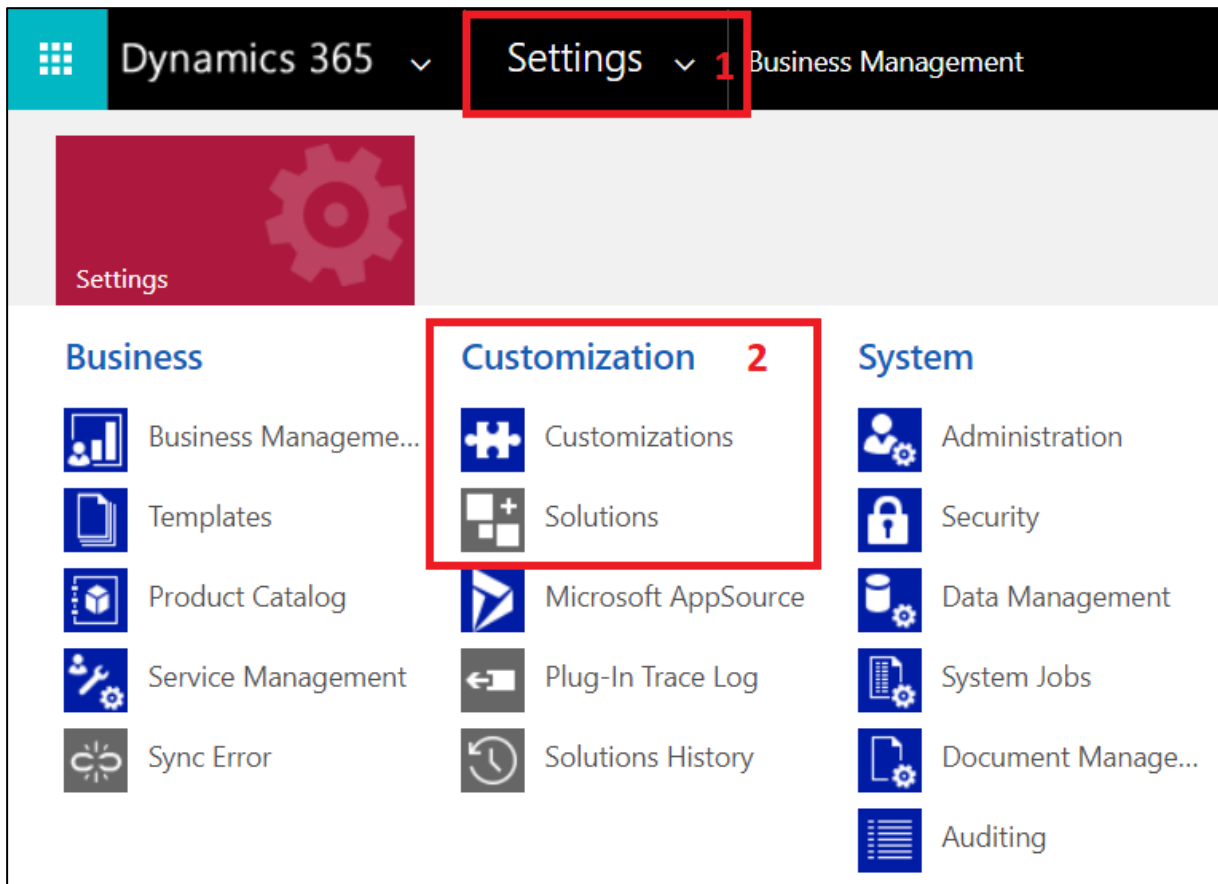 Dynamics 365 Settings 1 Business Management
Settings
Business
Business Manageme...
Templates
Product Catalog
Service Management
Sync Error
Customization 2
Customizations
Solutions
Microsoft AppSource
Plug-In Trace Log
Solutions History
System
Administration
Security
Data Management
System Jobs
Document Manage...
Auditing